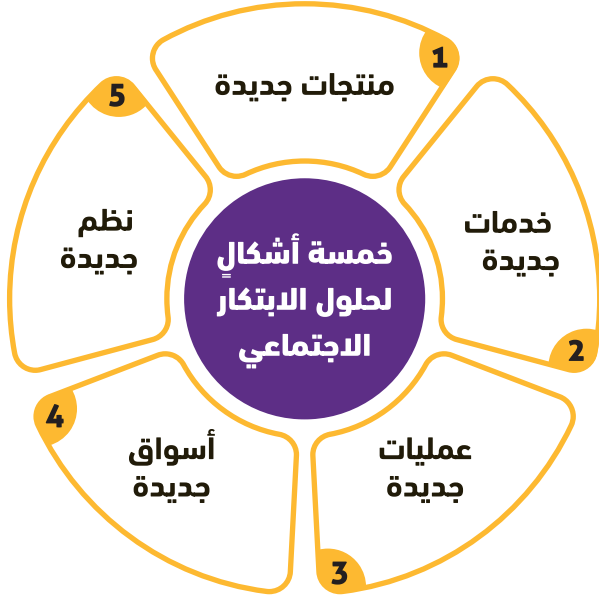 خمسة أشكالٍ
لحلول الابتكار
الاجتماعي
1
منتجات جديدة
2
خدمات
جديدة
3
عمليات
جديدة
4
أسواق
جديدة
5
نظم
جديدة